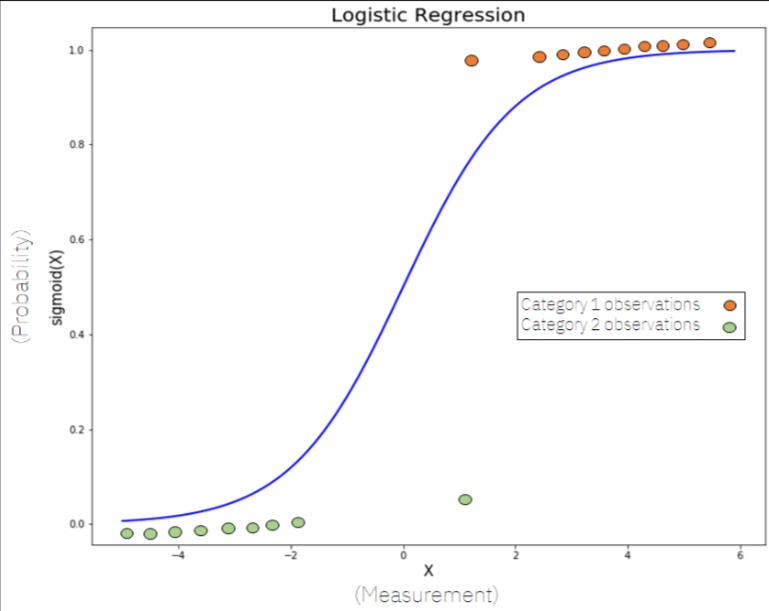 Logistic Regression
1.0
0.8
0.6
0.4
0.2
0.0
(Probability)
sigmoid(X)
Category 1 observations
Category 2 observations
−4
−2
0
2
4
6
X
(Measurement)